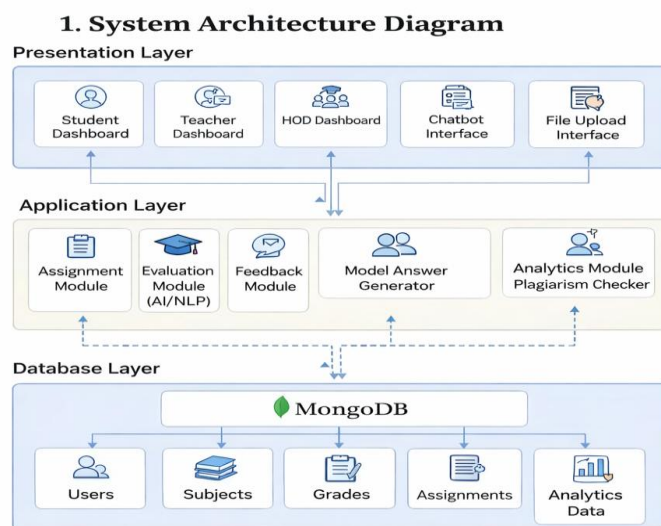 1. System Architecture Diagram
Presentation Layer
Student
Dashboard
Teacher
Dashboard
HOD Dashboard
Chatbot
Interface
File Upload
Interface
Application Layer
Assignment
Module
Evaluation
Module
(AI/NLP)
Feedback
Module
Model Answer
Generator
Analytics Module
Plagiarism Checker
Database Layer
MongoDB
Users
Subjects
Grades
Assignments
Analytics
Data